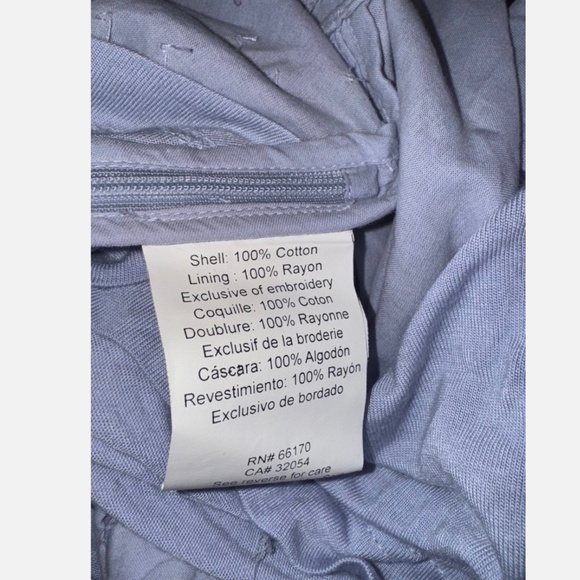 Shell: 100% Cotton
Lining : 100% Rayon
Exclusive of embroidery
Coquille: 100% Coton
Doublure: 100% Rayonne
Exclusif de la broderie
Cáscara: 100% Algodón
Revestimiento: 100% Rayón
Exclusivo de bordado
RN# 66170
CA# 32054
See reverse for care